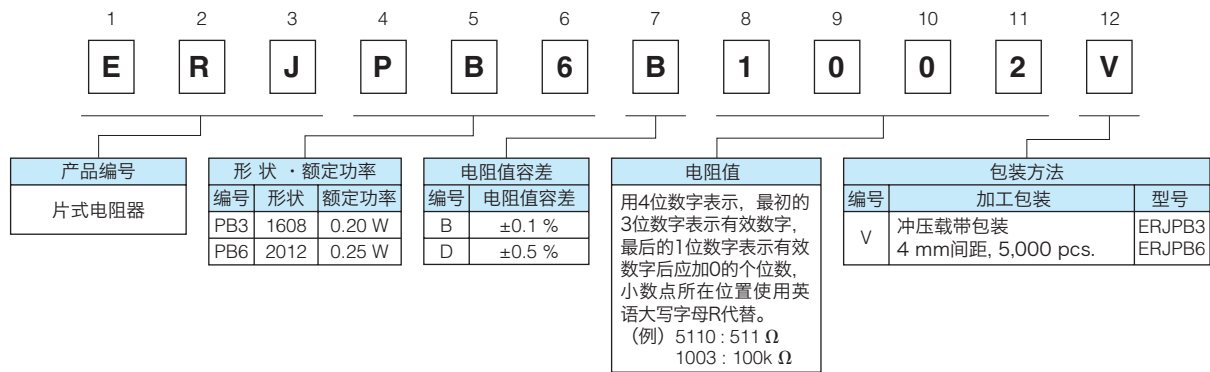 1 2 3 4 5 6 7 8 9 10 11 12
E R J P B 6 B 1 0 0 2 V
产品编号
片式电阻器
形 状 ・额定功率
编号 形状 额定功率
PB3 1608 0.20 W
PB6 2012 0.25 W
电阻值容差
编号 电阻值容差
B ±0.1 %
D ±0.5 %
电阻值
用4位数字表示，最初的
3位数字表示有效数字，
最后的1位数字表示有效
数字后应加0的个位数，
小数点所在位置使用英
语大写字母R代替。
（例）5110 : 511 Ω
1003 : 100k Ω
包装方法
编号 加工包装 型号
V 冲压载带包装 ERJPB3
4 mm间距, 5,000 pcs. ERJPB6